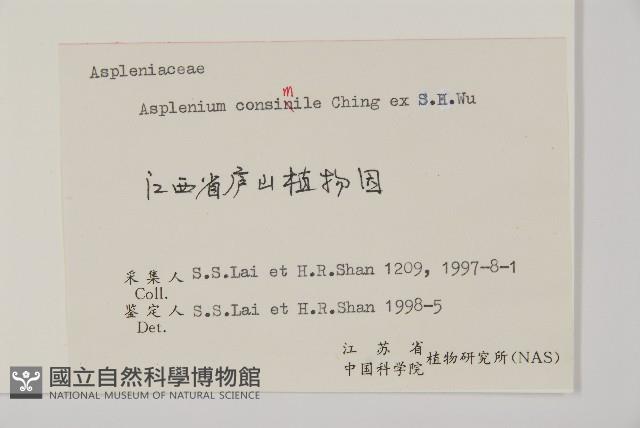 Aspleniaceae
Asplenium consimile Ching ex S.H.Wu
江西省庐山植物园
采集人 S.S.Lai et H.R.Shan 1209, 1997-8-1
Coll.
鉴定人 S.S.Lai et H.R.Shan 1998-5
Det.
江苏省
中国科学院 植物研究所(NAS)
國立自然科學博物館
NATIONAL MUSEUM OF NATURAL SCIENCE